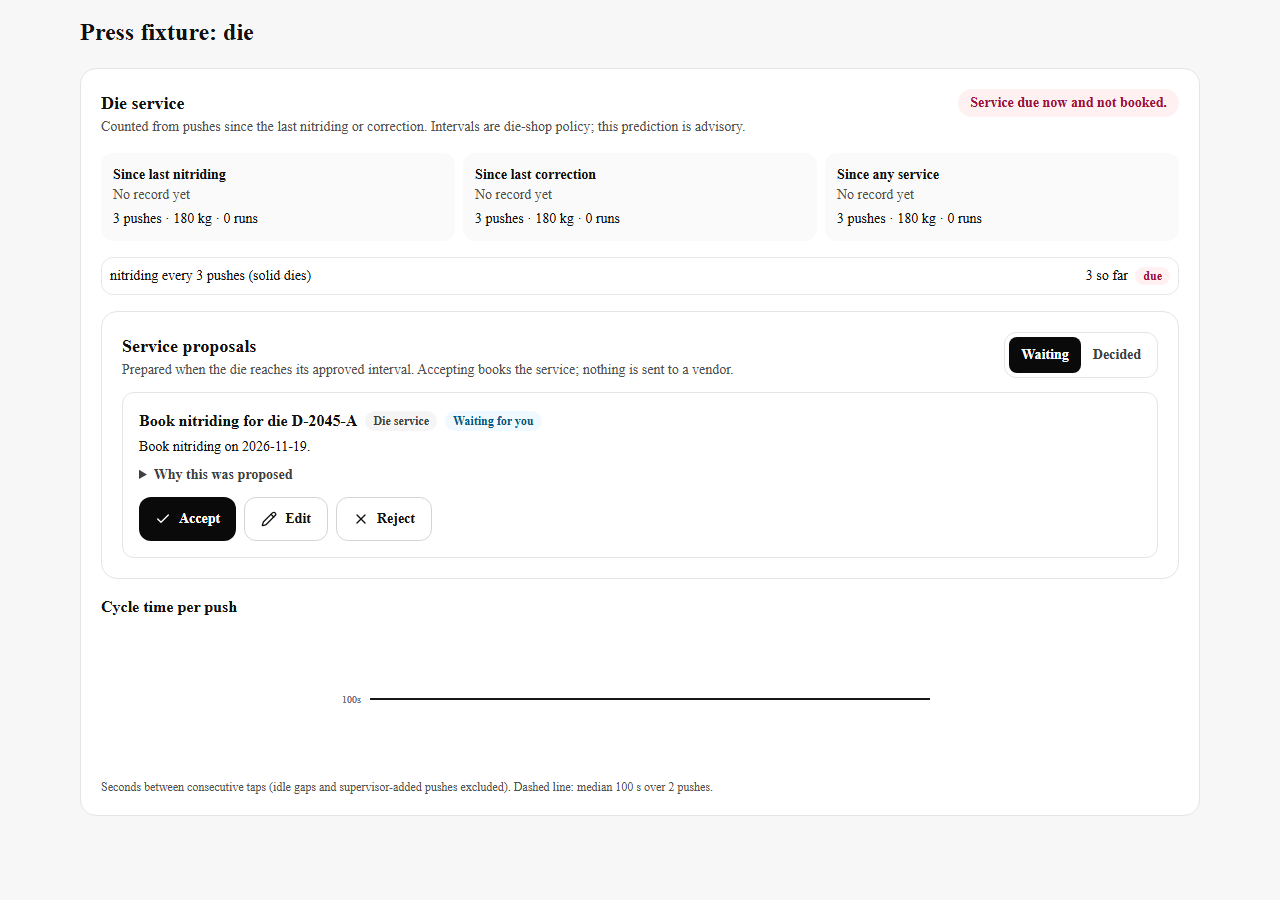 Press fixture: die
Die service
Service due now and not booked.
Counted from pushes since the last nitriding or correction. Intervals are die-shop policy; this prediction is advisory.
Since last nitriding
No record yet
3 pushes · 180 kg · 0 runs
Since last correction
No record yet
3 pushes · 180 kg · 0 runs
Since any service
No record yet
3 pushes · 180 kg · 0 runs
nitriding every 3 pushes (solid dies)
3 so far due
Service proposals
Prepared when the die reaches its approved interval. Accepting books the service; nothing is sent to a vendor.
Waiting Decided
Book nitriding for die D-2045-A Die service Waiting for you
Book nitriding on 2026-11-19.
Why this was proposed
Accept Edit Reject
Cycle time per push
100s
Seconds between consecutive taps (idle gaps and supervisor-added pushes excluded). Dashed line: median 100 s over 2 pushes.